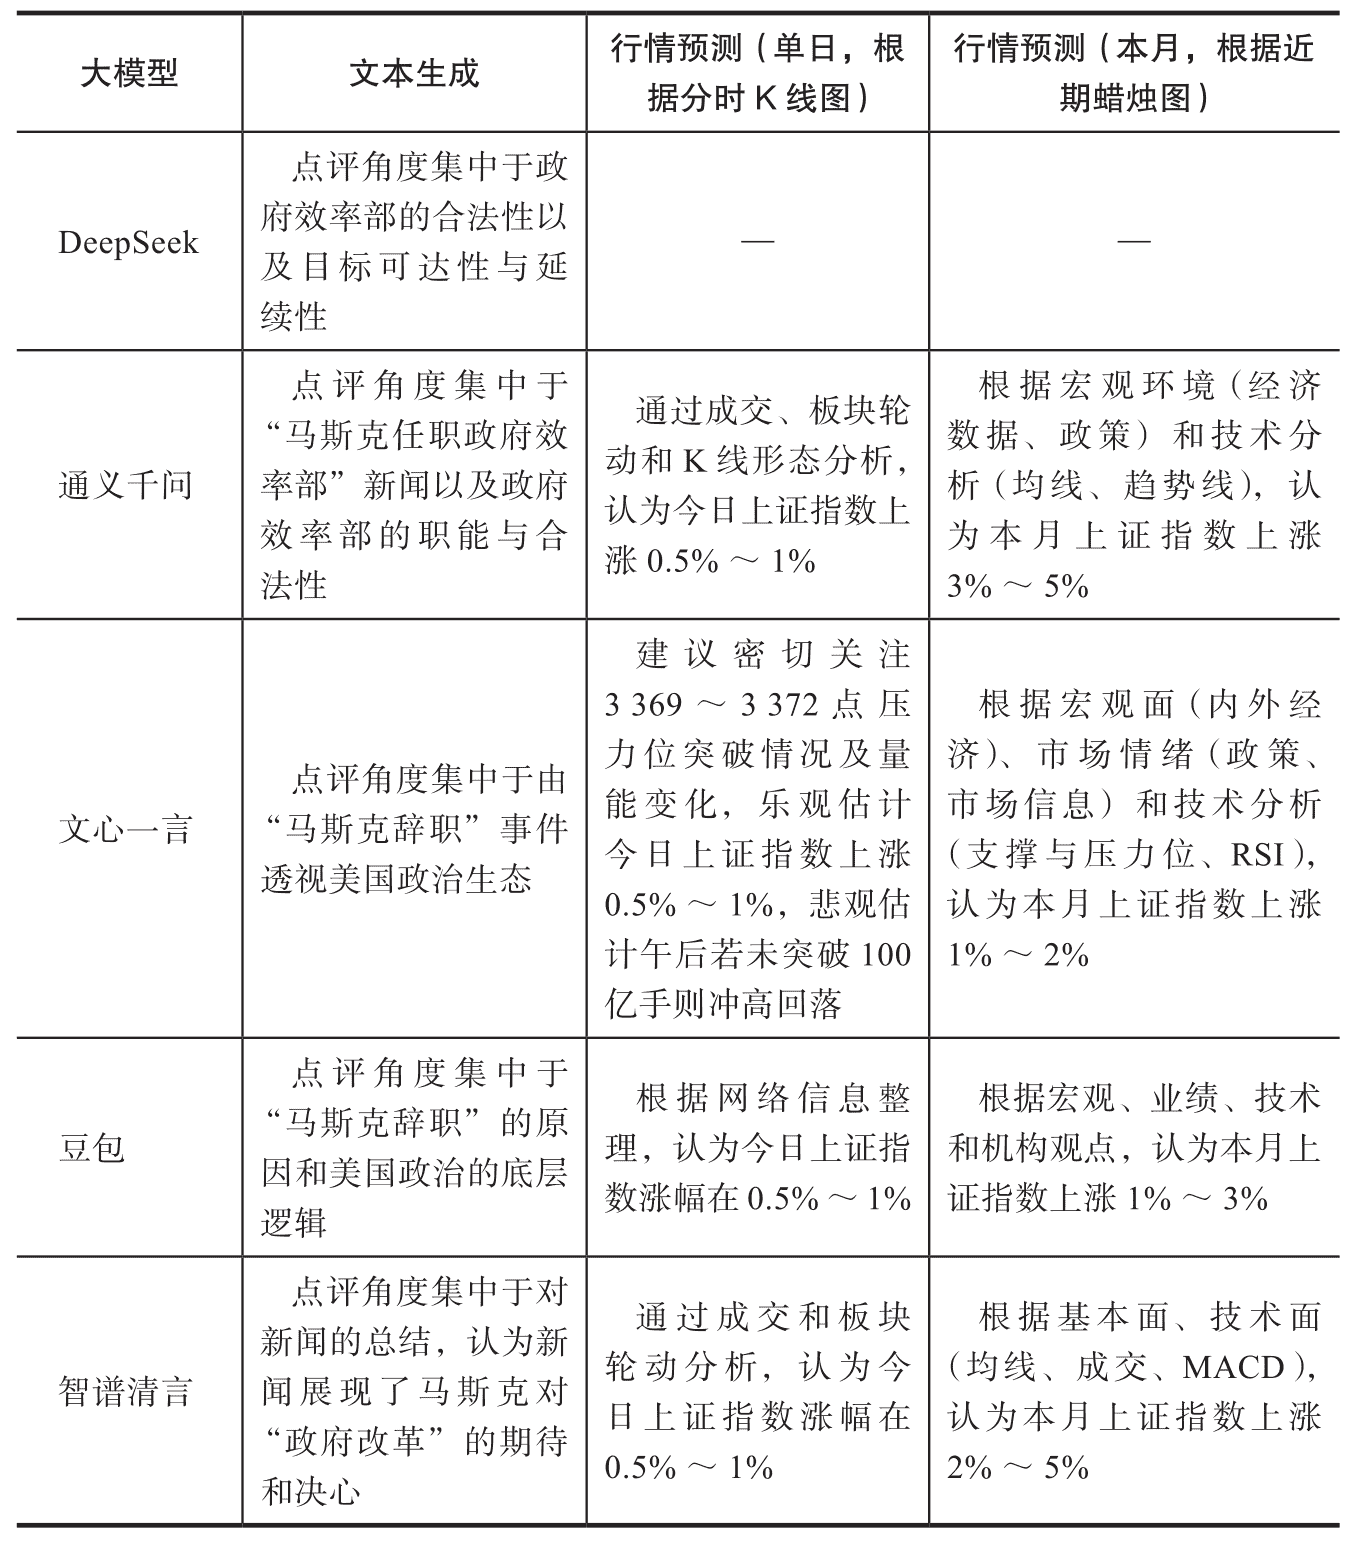 大模型
文本生成
行情预测（单日，根
据分时 K 线图）
行情预测（本月，根据近
期蜡烛图）
DeepSeek
点评角度集中于政
府效率部的合法性以
及目标可达性与延
续性
—
—
通义千问
点评角度集中于
“马斯克任职政府效
率部”新闻以及政府
效率部的职能与合
法性
通过成交、板块轮
动和 K 线形态分析，
认为今日上证指数上
涨 0.5% ～ 1%
根据宏观环境（经济
数据、政策）和技术分
析（均线、趋势线），认
为本月上证指数上涨
3% ～ 5%
文心一言
点评角度集中于由
“马斯克辞职”事件
透视美国政治生态
建议密切关注
3 369 ～ 3 372 点压
力位突破情况及量
能变化，乐观估计
今日上证指数上涨
0.5% ～ 1%，悲观估
计午后若未突破 100
亿手则冲高回落
根据宏观面（内外经
济）、市场情绪（政策、
市场信息）和技术分析
（支撑与压力位、RSI），
认为本月上证指数上涨
1% ～ 2%
豆包
点评角度集中于
“马斯克辞职”的原
因和美国政治的底层
逻辑
根据网络信息整
理，认为今日上证指
数涨幅在 0.5% ～ 1%
根据宏观、业绩、技术
和机构观点，认为本月上
证指数上涨 1% ～ 3%
智谱清言
点评角度集中于对
新闻的总结，认为新
闻展现了马斯克对
“政府改革”的期待
和决心
通过成交和板块
轮动分析，认为今
日上证指数涨幅在
0.5% ～ 1%
根据基本面、技术面
（均线、成交、MACD），
认为本月上证指数上涨
2% ～ 5%